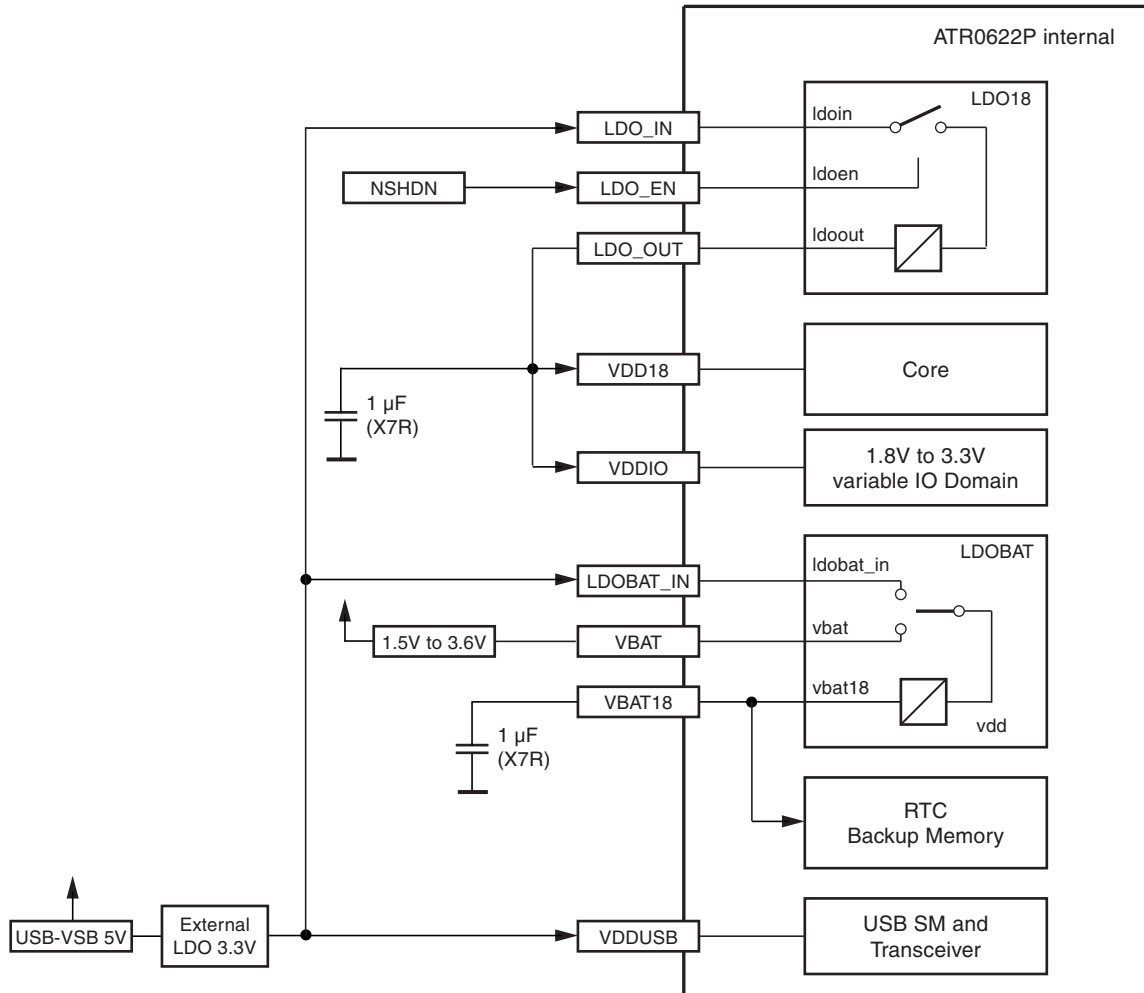 ATR0622P internal
LDO18
LDO_IN
ldoin
NSHDN
LDO_EN
ldoen
LDO_OUT
ldoout
VDD18
Core
1 µF
(X7R)
VDDIO
1.8V to 3.3V
variable IO Domain
LDOBAT
LDOBAT_IN
ldobat_in
1.5V to 3.6V
VBAT
vbat
VBAT18
vbat18
vdd
1 µF
(X7R)
RTC
Backup Memory
USB-VSB 5V
External
LDO 3.3V
VDDUSB
USB SM and
Transceiver